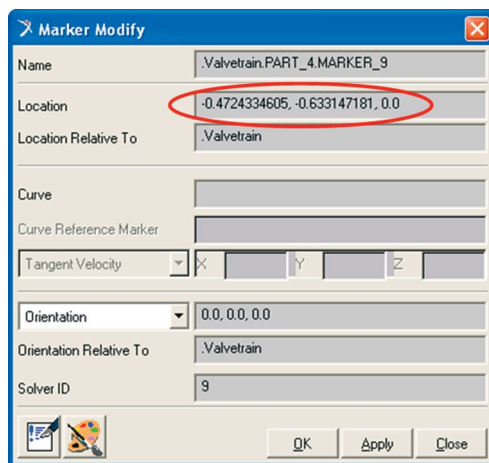 Marker Modify
Name .Valvetrain.PART_4.MARKER_9
Location -0.4724334605, -0.633147181, 0.0
Location Relative To .Valvetrain
Curve
Curve Reference Marker
Tangent Velocity X Y Z
Orientation 0.0, 0.0, 0.0
Orientation Relative To .Valvetrain
Solver ID 9
OK Apply Close